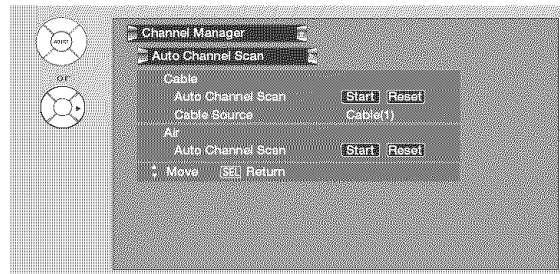 Channel Manager
Auto Channel Scan
ADJUST
or
Cable
Auto Channel Scan Start Reset
Cable Source Cable(1)
Air
Auto Channel Scan Start Reset
Move SEL Return